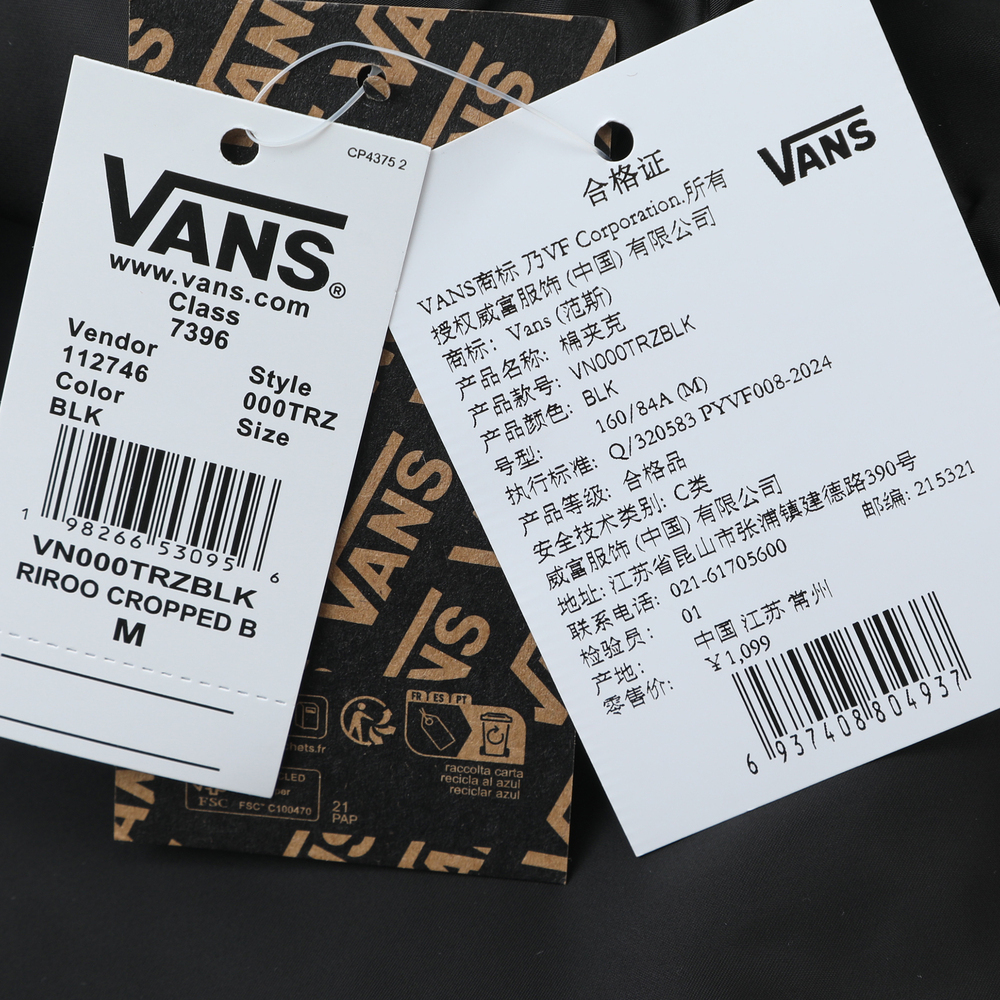 CP4375 2
VANS®
www.vans.com
Class
7396
Vendor
112746
Style
000TRZ
Color
BLK
Size
1 98266 53095 6
VN000TRZBLK
RIROO CROPPED B
M
VANS
合格证
VANS商标 乃VF Corporation.所有
授权威富服饰 (中国) 有限公司
商标: Vans (范斯)
产品名称: 棉夹克
产品款号: VN000TRZBLK
产品颜色: BLK
号型: 160/84A (M)
执行标准: Q/320583 PYVF008-2024
产品等级: 合格品
安全技术类别: C类
威富服饰 (中国) 有限公司
地址: 江苏省昆山市张浦镇建德路390号
邮编: 215321
联系电话: 021-61705600
检验员: 01
产地: 中国 江苏 常州
零售价: ¥1,099
6 937408 804937
VANS
VANS
FR ES PT
raccolta carta
recicla al azul
reciclar azul
FSC FSC™ C100470
21
PAP